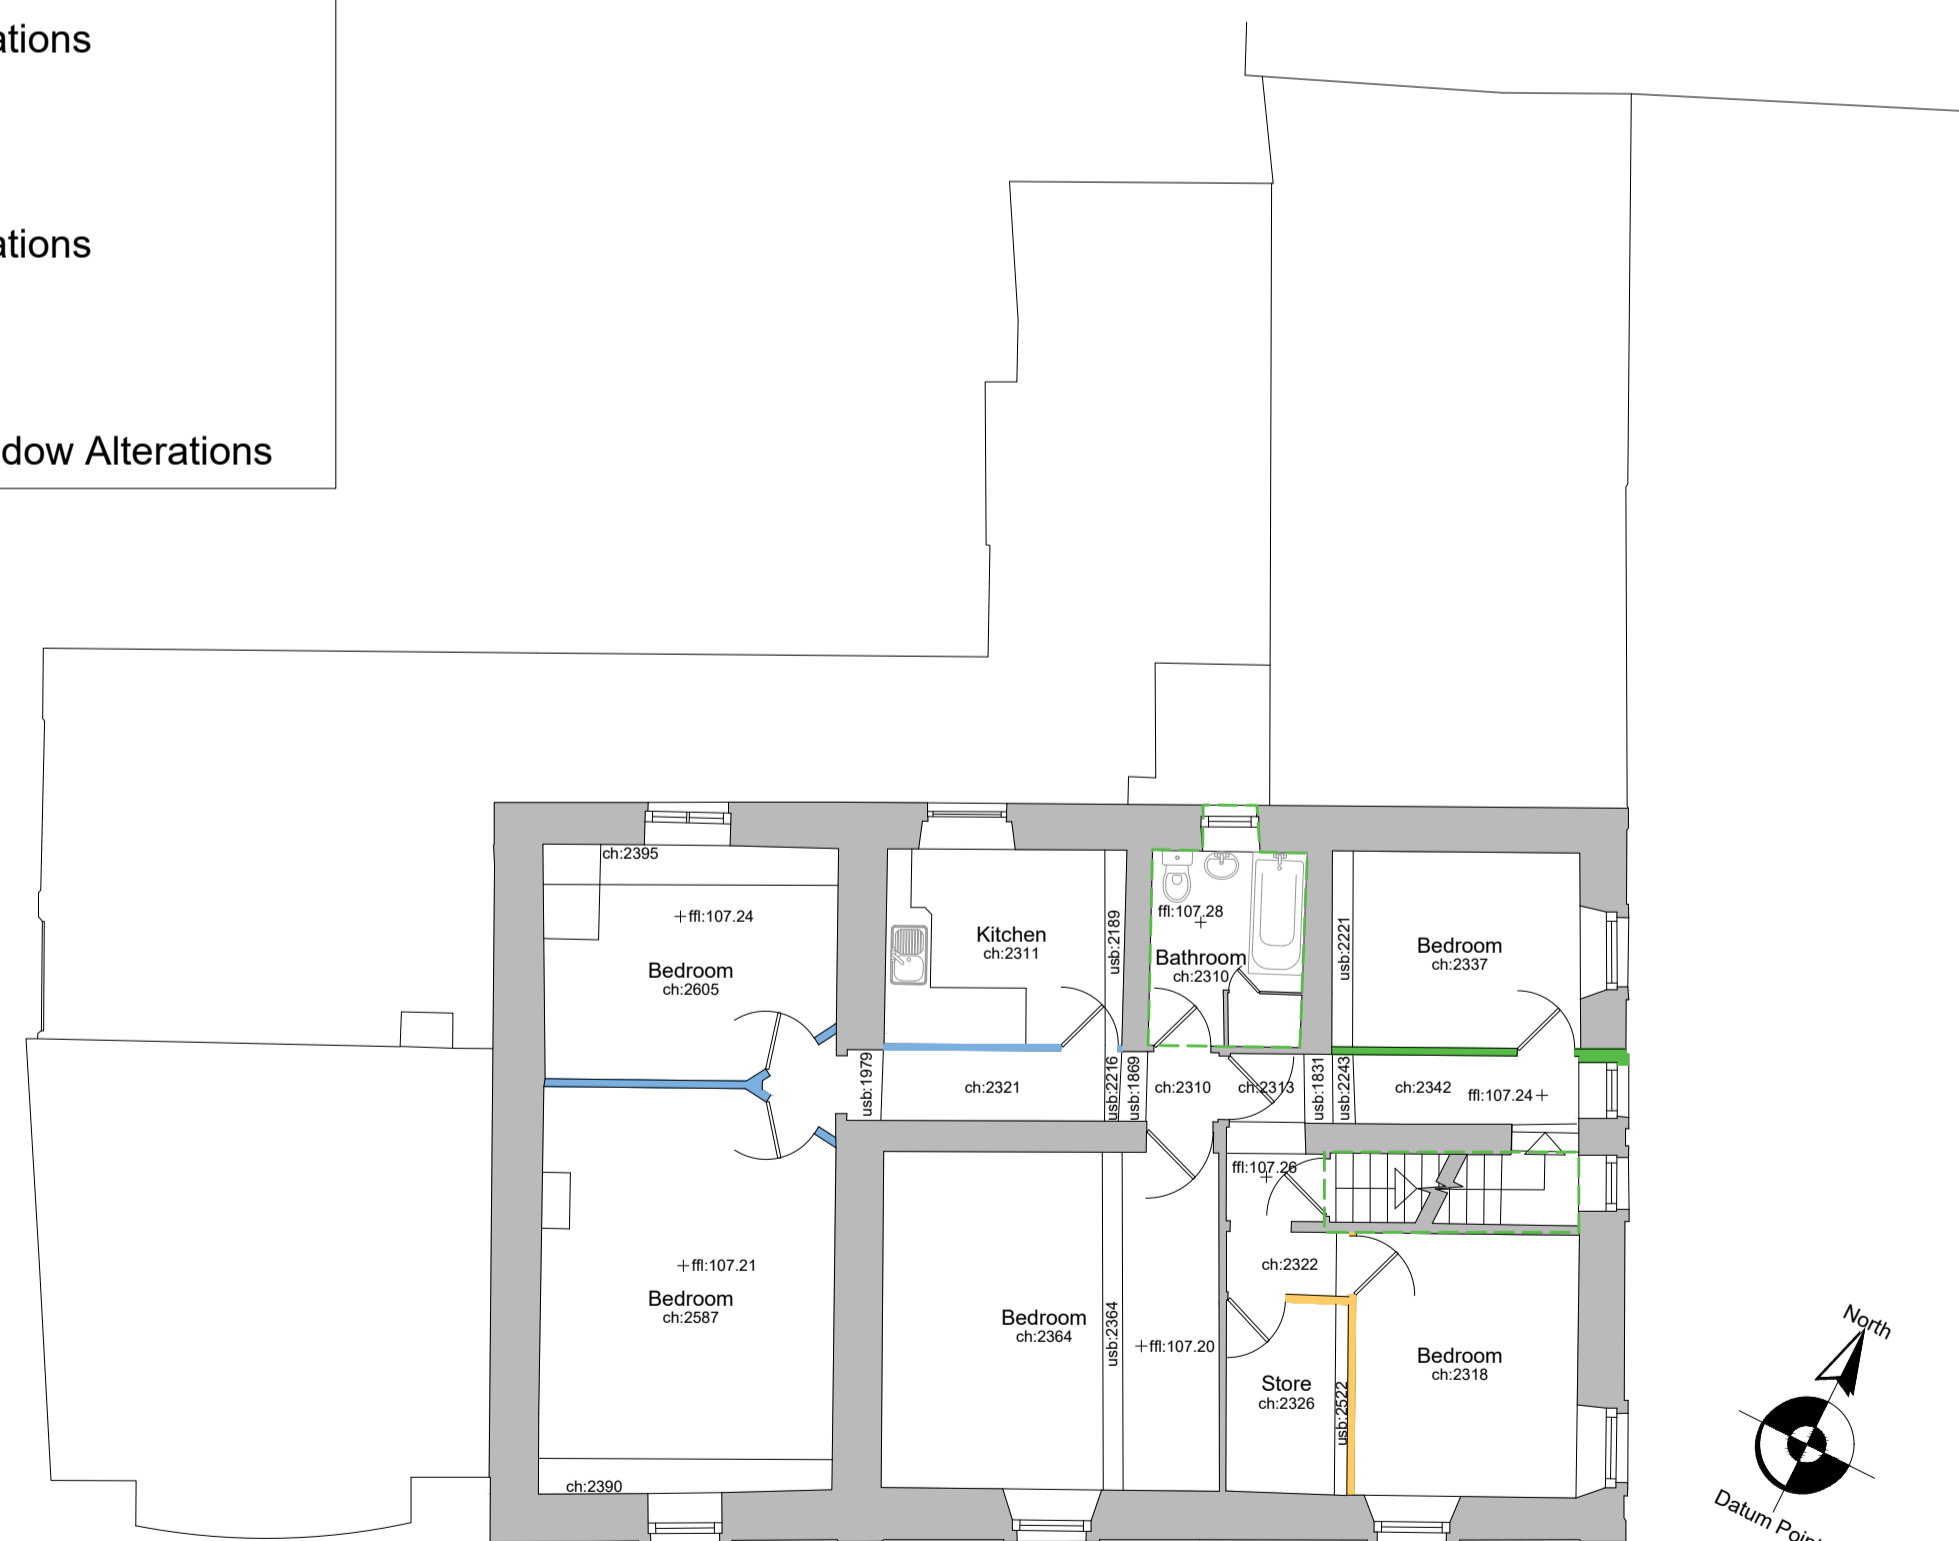 ations
ations
dow Alterations
ch:2395
ffl:107.24
Bedroom
ch:2605
Kitchen
ch:2311
usb:2189
ffl:107.28
Bathroom
ch:2310
usb:2221
Bedroom
ch:2337
usb:1979
ch:2321
usb:2216
usb:1869
ch:2310
ch:2313
usb:1831
usb:2243
ch:2342
ffl:107.24
ffl:107.26
ffl:107.21
Bedroom
ch:2587
ch:2322
Bedroom
ch:2364
usb:2364
ffl:107.20
Store
ch:2326
usb:2522
Bedroom
ch:2318
ch:2390
North
Datum Point